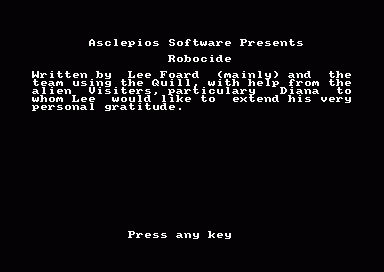 Asclepios Software Presents
Robocide
Written by  Lee Foard  (mainly) and  the
team using the Quill, with help from the
alien  Visiters, particulary   Diana  to
whom Lee  would like to  extend his very
personal gratitude.
Press any key